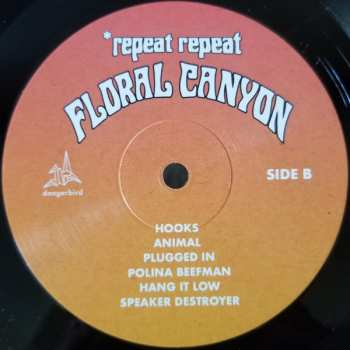 *repeat repeat
FLORAL CANYON
dangerbird
SIDE B
HOOKS
ANIMAL
PLUGGED IN
POLINA BEEFMAN
HANG IT LOW
SPEAKER DESTROYER